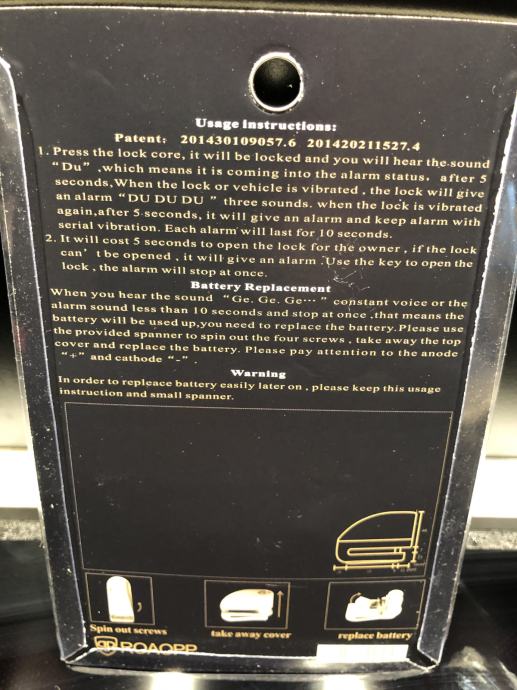 Usage instructions:
Patent: 201430109057.6 201420211527.4
1. Press the lock core, it will be locked and you will hear the sound
“Du” ,which means it is coming into the alarm status, after 5
seconds,When the lock or vehicle is vibrated , the lock will give
an alarm “DU DU DU ” three sounds. when the lock is vibrated
again,after 5 seconds, it will give an alarm and keep alarm with
serial vibration. Each alarm will last for 10 seconds.
2. It will cost 5 seconds to open the lock for the owner , if the lock
can’t be opened , it will give an alarm .Use the key to open the
lock , the alarm will stop at once.
Battery Replacement
When you hear the sound “Ge. Ge. Ge…” constant voice or the
alarm sound less than 10 seconds and stop at once ,that means the
battery will be used up,you need to replace the battery.Please use
the provided spanner to spin out the four screws , take away the top
cover and replace the battery. Please pay attention to the anode
“+” and cathode “-” .
Warning
In order to repleace battery easily later on , please keep this usage
instruction and small spanner.
Spin out screws
take away cover
replace battery
ROAOPP